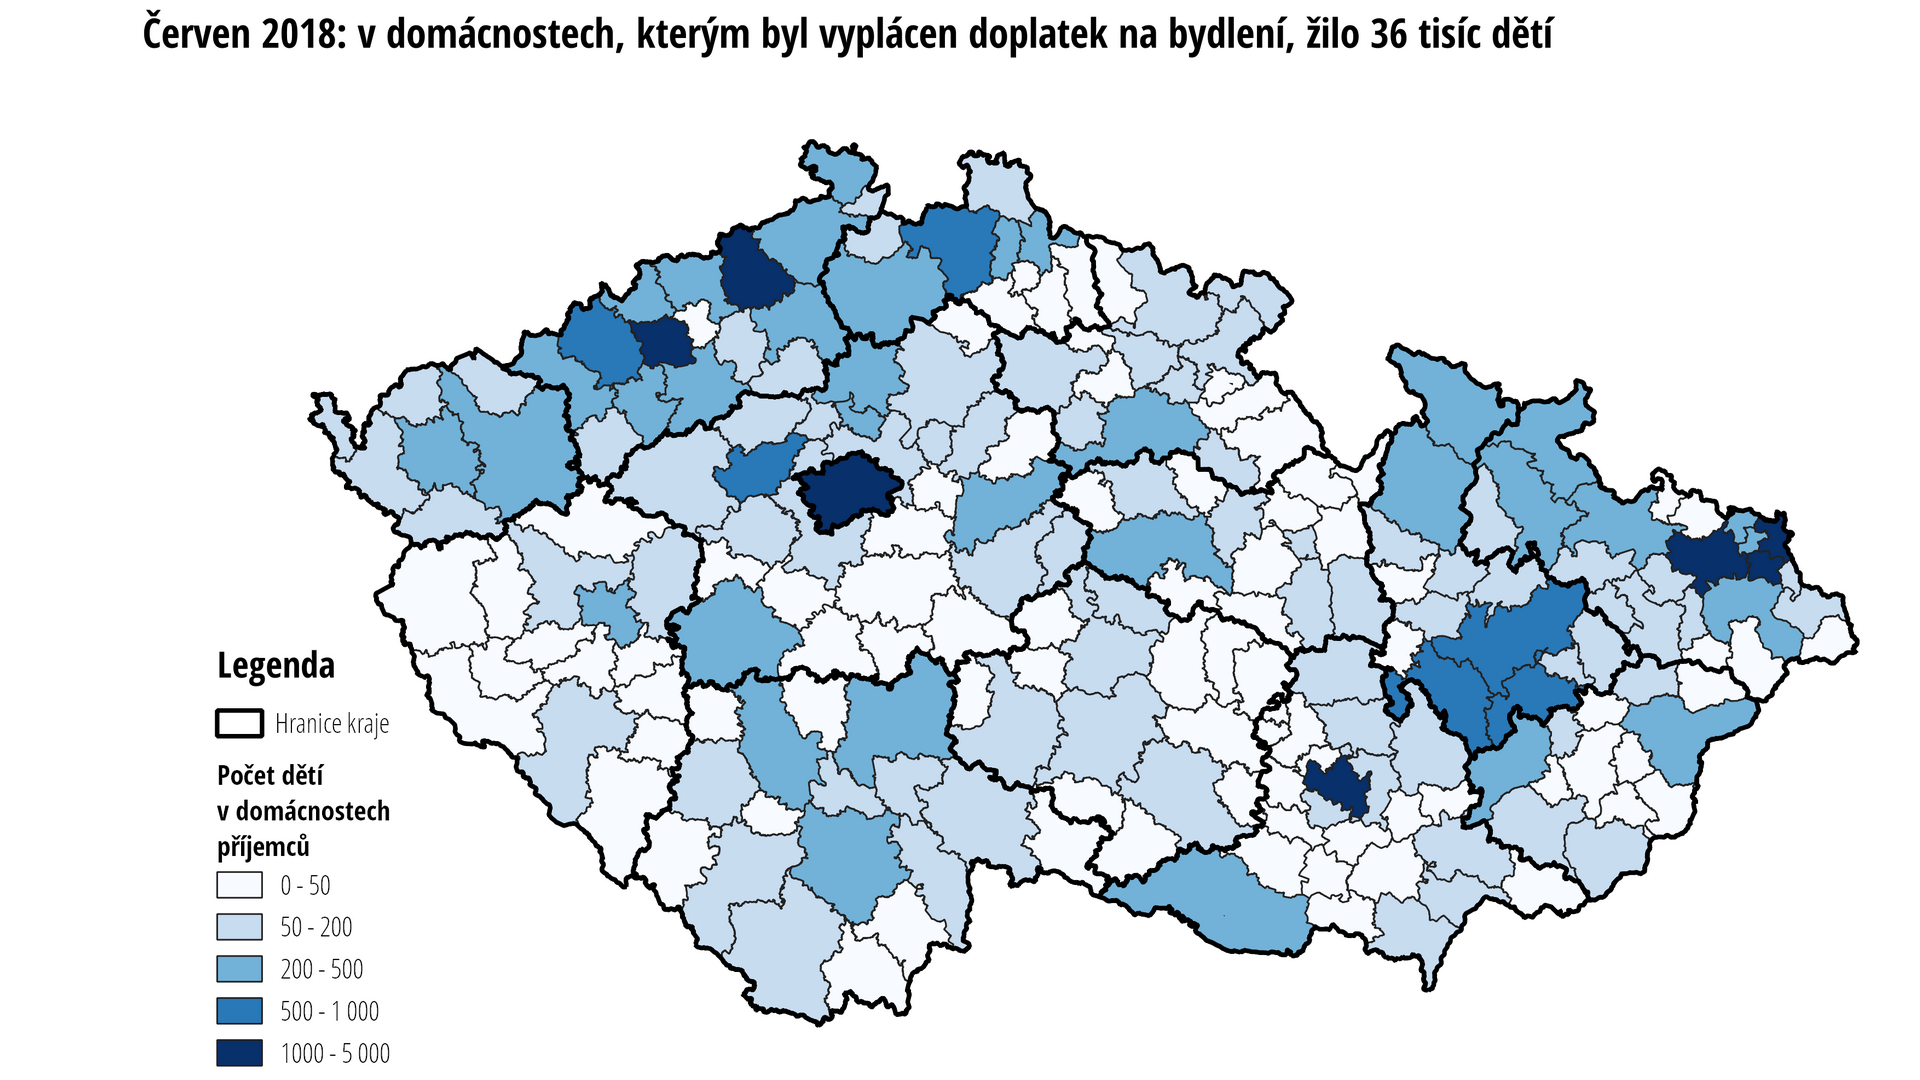 Červen 2018: v domácnostech, kterým byl vyplácen doplatek na bydlení, žilo 36 tisíc dětí
Legenda
Hranice kraje
Počet dětí
v domácnostech
příjemců
0 - 50
50 - 200
200 - 500
500 - 1 000
1000 - 5 000